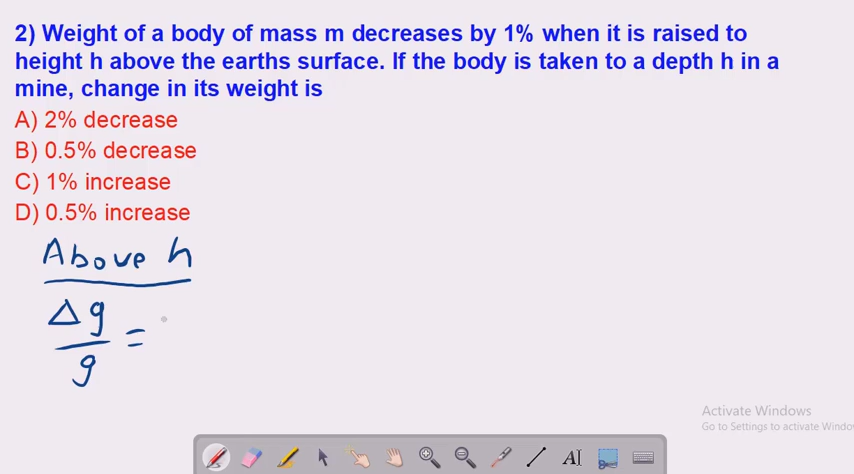 2) Weight of a body of mass m decreases by 1% when it is raised to
height h above the earths surface. If the body is taken to a depth h in a
mine, change in its weight is
A) 2% decrease
B) 0.5% decrease
C) 1% increase
D) 0.5% increase
Above h
Δg
g
=
Activate Windows
Go to Settings to activate Windo
AI